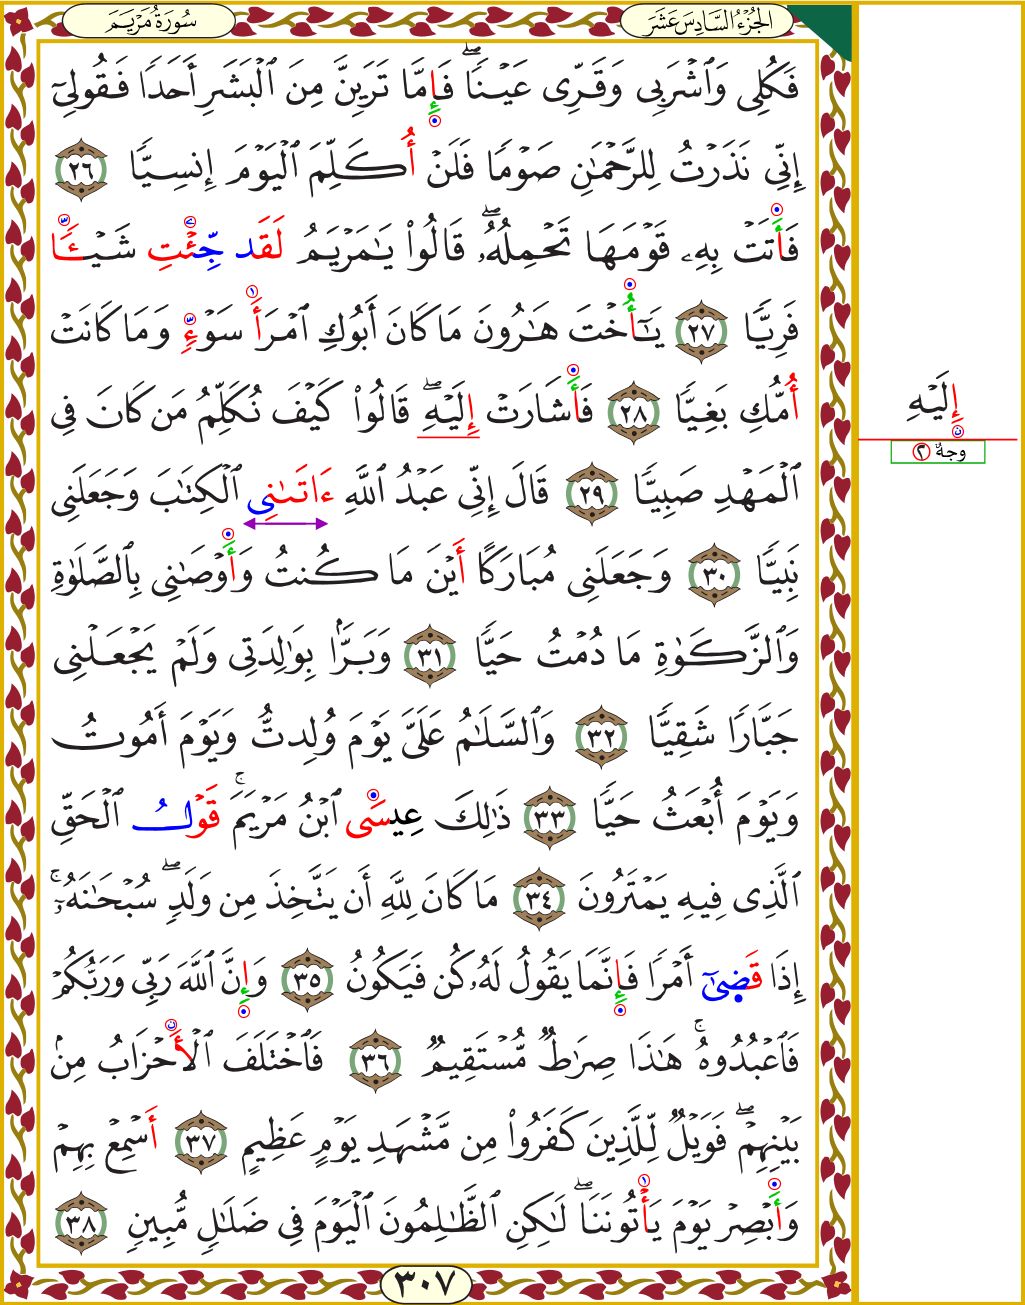 الجُزْءُ السَّادِسَ عَشَرَ
سُورَةُ مَرْيَمَ
فَكُلِى وَٱشْرَبِى وَقَرِّى عَيْنًاۖ فَإِمَّا تَرَيِنَّ مِنَ ٱلْبَشَرِ أَحَدًا فَقُولِىٓ
إِنِّى نَذَرْتُ لِلرَّحْمَٰنِ صَوْمًا فَلَنْ أُكَلِّمَ ٱلْيَوْمَ إِنسِيًّا ٢٦
فَأَتَتْ بِهِۦ قَوْمَهَا تَحْمِلُهُۥۖ قَالُوا۟ يَٰمَرْيَمُ لَقَد جِّئْتِ شَيْـًٔا
فَرِيًّا ٢٧ يَٰٓأُخْتَ هَٰرُونَ مَا كَانَ أَبُوكِ ٱمْرَأَ سَوْءٍ وَمَا كَانَتْ
أُمُّكِ بَغِيًّا ٢٨ فَأَشَارَتْ إِلَيْهِۖ قَالُوا۟ كَيْفَ نُكَلِّمُ مَن كَانَ فِى
ٱلْمَهْدِ صَبِيًّا ٢٩ قَالَ إِنِّى عَبْدُ ٱللَّهِ ءَاتَىٰنِى ٱلْكِتَٰبَ وَجَعَلَنِى
نَبِيًّا ٣٠ وَجَعَلَنِى مُبَارَكًا أَيْنَ مَا كُنتُ وَأَوْصَٰنِى بِٱلصَّلَوٰةِ
وَٱلزَّكَوٰةِ مَا دُمْتُ حَيًّا ٣١ وَبَرًّۢا بِوَٰلِدَتِى وَلَمْ يَجْعَلْنِى
جَبَّارًا شَقِيًّا ٣٢ وَٱلسَّلَٰمُ عَلَىَّ يَوْمَ وُلِدتُّ وَيَوْمَ أَمُوتُ
وَيَوْمَ أُبْعَثُ حَيًّا ٣٣ ذَٰلِكَ عِيسَى ٱبْنُ مَرْيَمَۚ قَوْلُ ٱلْحَقِّ
ٱلَّذِى فِيهِ يَمْتَرُونَ ٣٤ مَا كَانَ لِلَّهِ أَن يَتَّخِذَ مِن وَلَدٍۖ سُبْحَٰنَهُۥٓۚ
إِذَا قَضِىٰٓ أَمْرًا فَإِنَّمَا يَقُولُ لَهُۥ كُن فَيَكُونُ ٣٥ وَإِنَّ ٱللَّهَ رَبِّى وَرَبُّكُمْ
فَٱعْبُدُوهُۚ هَٰذَا صِرَٰطٌ مُّسْتَقِيمٌ ٣٦ فَٱخْتَلَفَ ٱلْأَحْزَابُ مِنۢ
بَيْنِهِمْۖ فَوَيْلٌ لِّلَّذِينَ كَفَرُوا۟ مِن مَّشْهَدِ يَوْمٍ عَظِيمٍ ٣٧ أَسْمِعْ بِهِمْ
وَأَبْصِرْ يَوْمَ يَأْتُونَنَاۖ لَٰكِنِ ٱلظَّٰلِمُونَ ٱلْيَوْمَ فِى ضَلَٰلٍ مُّبِينٍ ٣٨
٣٠٧
إِلَيْهِ
وجهٌ ٢